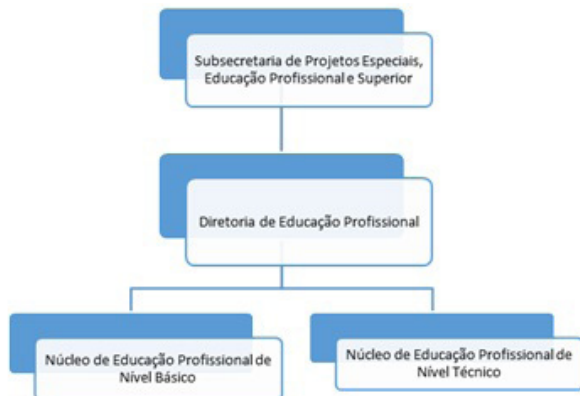 Subsecretaria de Projetos Especiais,
Educação Profissional e Superior
Diretoria de Educação Profissional
Núcleo de Educação Profissional de
Nível Básico
Núcleo de Educação Profissional de
Nível Técnico